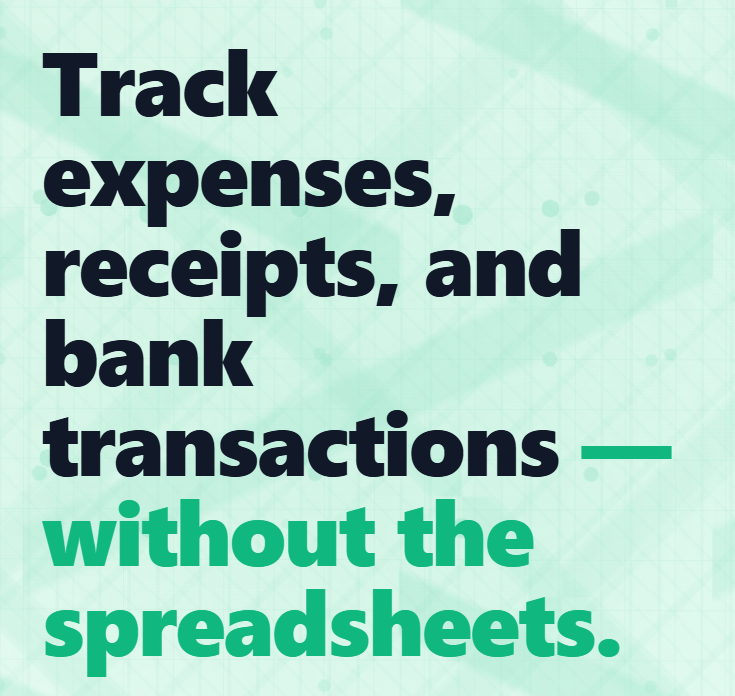 Track
expenses,
receipts, and
bank
transactions —
without the
spreadsheets.